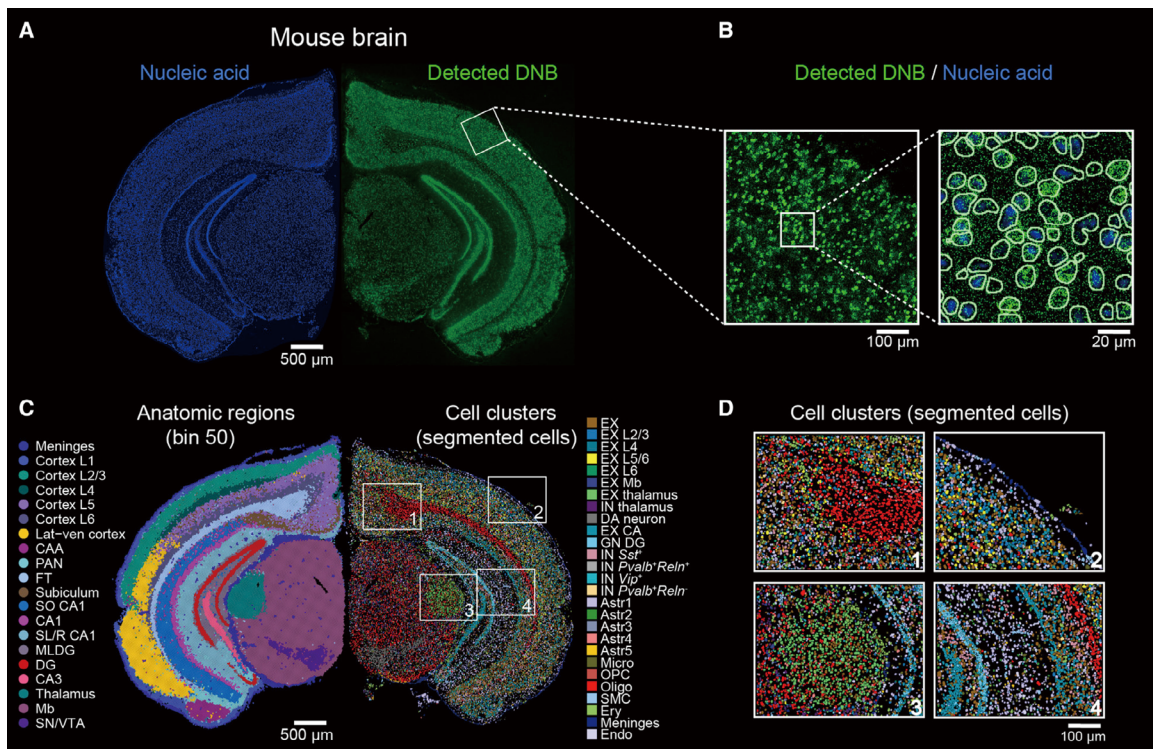 A
Mouse brain
Nucleic acid
Detected DNB
500 µm
B
Detected DNB / Nucleic acid
100 µm
20 µm
C
Anatomic regions
(bin 50)
Meninges
Cortex L1
Cortex L2/3
Cortex L4
Cortex L5
Cortex L6
Lat-ven cortex
CAA
PAN
FT
Subiculum
SO CA1
CA1
SL/R CA1
MLDG
DG
CA3
Thalamus
Mb
SN/VTA
500 µm
Cell clusters
(segmented cells)
1
2
3
4
EX
EX L2/3
EX L4
EX L5/6
EX L6
EX Mb
EX thalamus
IN thalamus
DA neuron
EX CA
GN DG
IN Sst⁺
IN Pvalb⁺Reln⁺
IN Vip⁺
IN Pvalb⁺Reln⁻
Astr1
Astr2
Astr3
Astr4
Astr5
Micro
OPC
Oligo
SMC
Ery
Meninges
Endo
D
Cell clusters (segmented cells)
1
2
3
4
100 µm